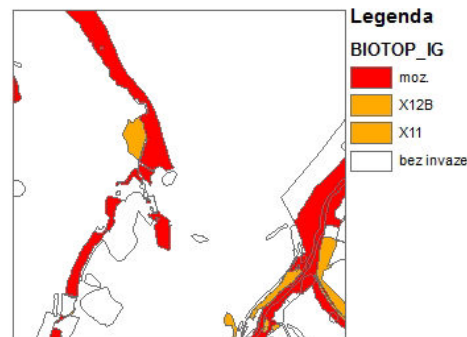 Legenda
BIOTOP_IG
moz.
X12B
X11
bez invaze